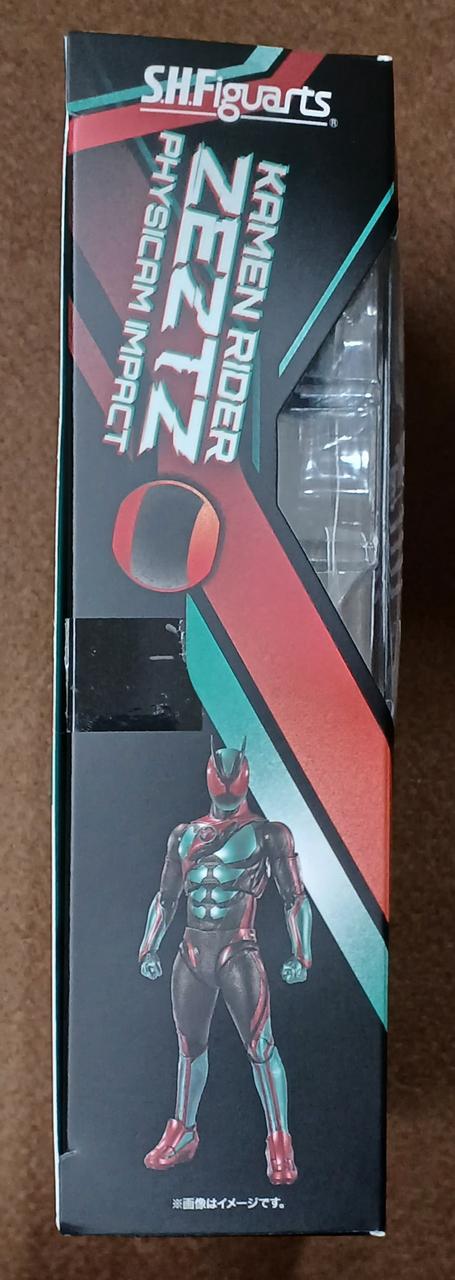 S.H.Figuarts®
KAMEN RIDER
ZEZTZ
PHYSICAM IMPACT
※画像はイメージです。